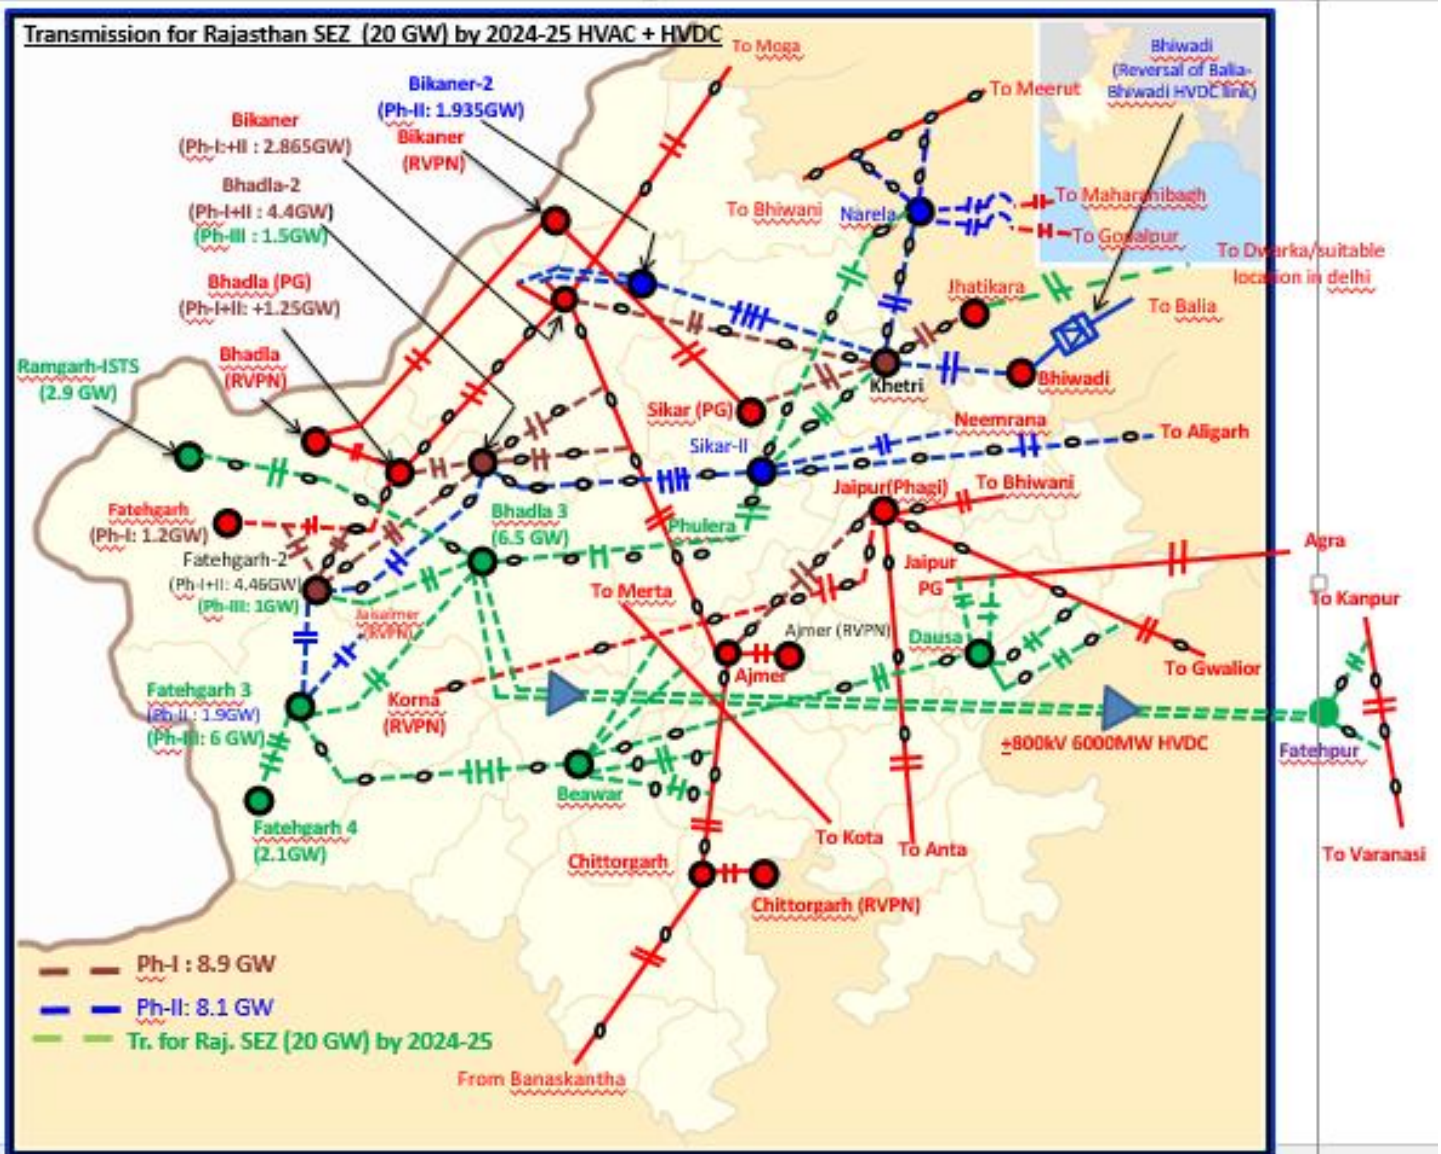 Transmission for Rajasthan SEZ (20 GW) by 2024-25 HVAC + HVDC
To Moga
Bhiwadi
(Reversal of Balia-
Bhiwadi HVDC link)
Bikaner-2
(Ph-II: 1.935GW)
Bikaner
(RVPN)
To Meerut
Bikaner
(Ph-I:+II : 2.865GW)
Bhadla-2
(Ph-I+II : 4.4GW)
(Ph-III : 1.5GW)
To Bhiwani
Narela
To Maharanibagh
To Gopalpur
To Dwarka/suitable
location in delhi
Bhadla (PG)
(Ph-I+II: +1.25GW)
Jhatikara
To Balia
Bhadla
(RVPN)
Ramgarh-ISTS
(2.9 GW)
Khetri
Bhiwadi
Sikar (PG)
Neemrana
Sikar-II
To Aligarh
Jaipur(Phagi)
To Bhiwani
Fatehgarh
(Ph-I: 1.2GW)
Bhadla 3
(6.5 GW)
Phulera
Agra
Fatehgarh-2
(Ph-I+II: 4.46GW)
(Ph-III: 1GW)
Jaipur
PG
To Merta
To Kanpur
Jaisalmer
(RVPN)
Ajmer (RVPN)
Dausa
Ajmer
To Gwalior
Fatehgarh 3
(Ph-II : 1.9GW)
(Ph-III: 6 GW)
Korna
(RVPN)
+800kV 6000MW HVDC
Fatehpur
Beawar
Fatehgarh 4
(2.1GW)
To Kota
To Anta
To Varanasi
Chittorgarh
Chittorgarh (RVPN)
Ph-I : 8.9 GW
Ph-II: 8.1 GW
Tr. for Raj. SEZ (20 GW) by 2024-25
From Banaskantha